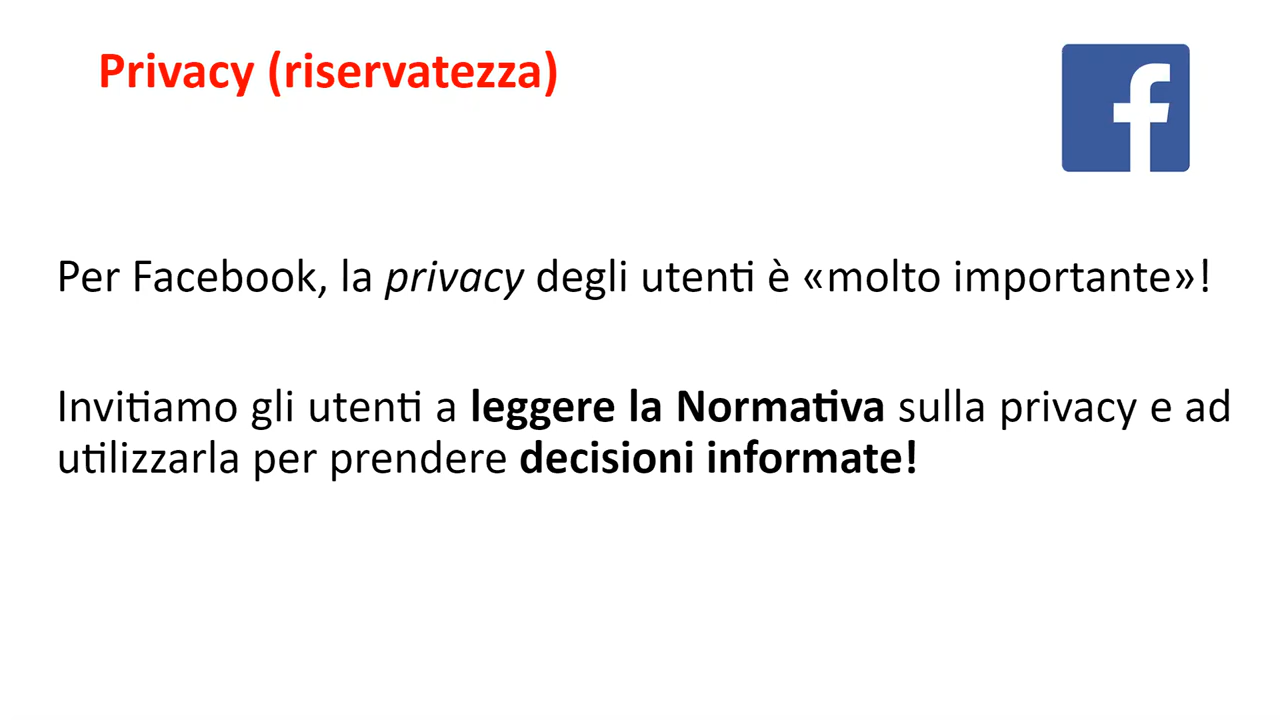 Privacy (riservatezza)
f
Per Facebook, la privacy degli utenti è «molto importante»!
Invitiamo gli utenti a leggere la Normativa sulla privacy e ad
utilizzarla per prendere decisioni informate!